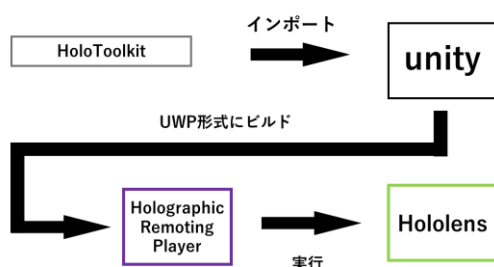 インポート
HoloToolkit
unity
UWP形式にビルド
Holographic
Remoting
Player
Hololens
実行